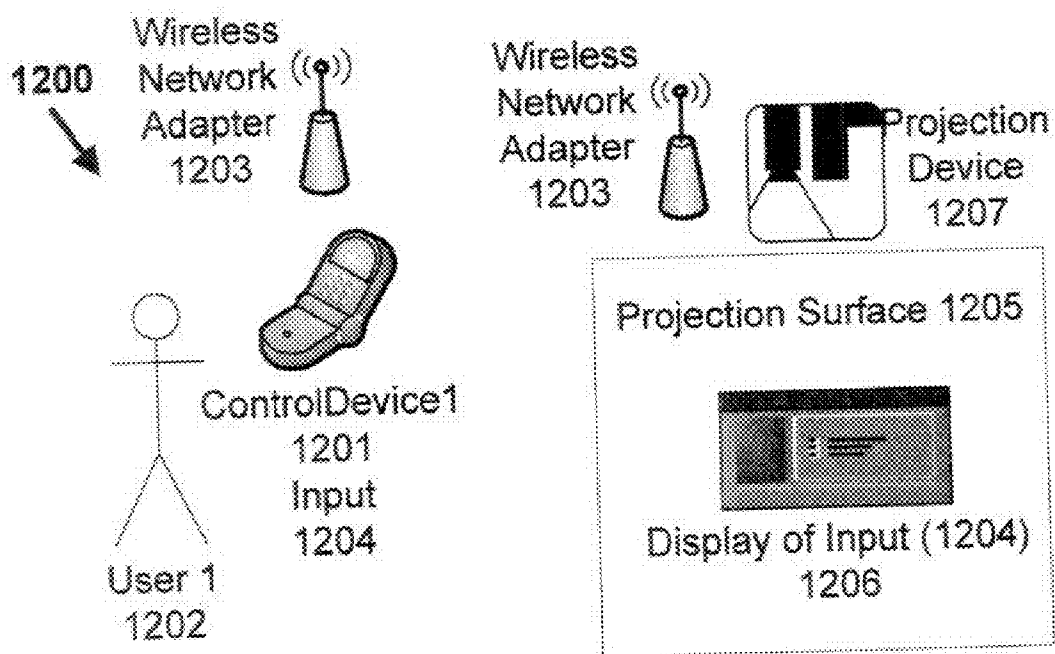 1200
Wireless
Network
Adapter
1203
Wireless
Network
Adapter
1203
Projection
Device
1207
ControlDevice1
1201
Input
1204
User 1
1202
Projection Surface 1205
Display of Input (1204)
1206